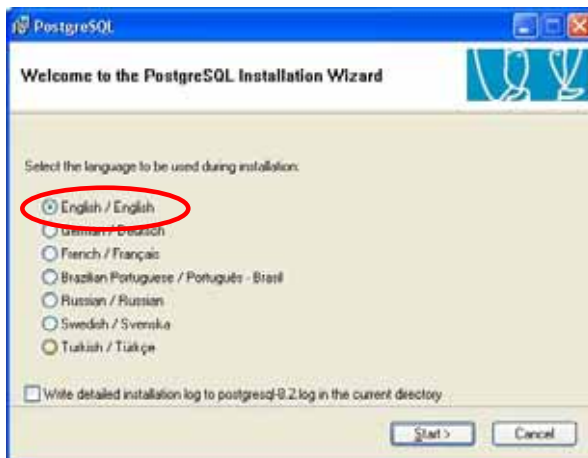 PostgreSQL
Welcome to the PostgreSQL Installation Wizard
Select the language to be used during installation:
English / English
German / Deutsch
French / Français
Brazilian Portuguese / Português - Brasil
Russian / Russian
Swedish / Svenska
Turkish / Türkçe
Write detailed installation log to postgresql-8.2.log in the current directory
Start >
Cancel